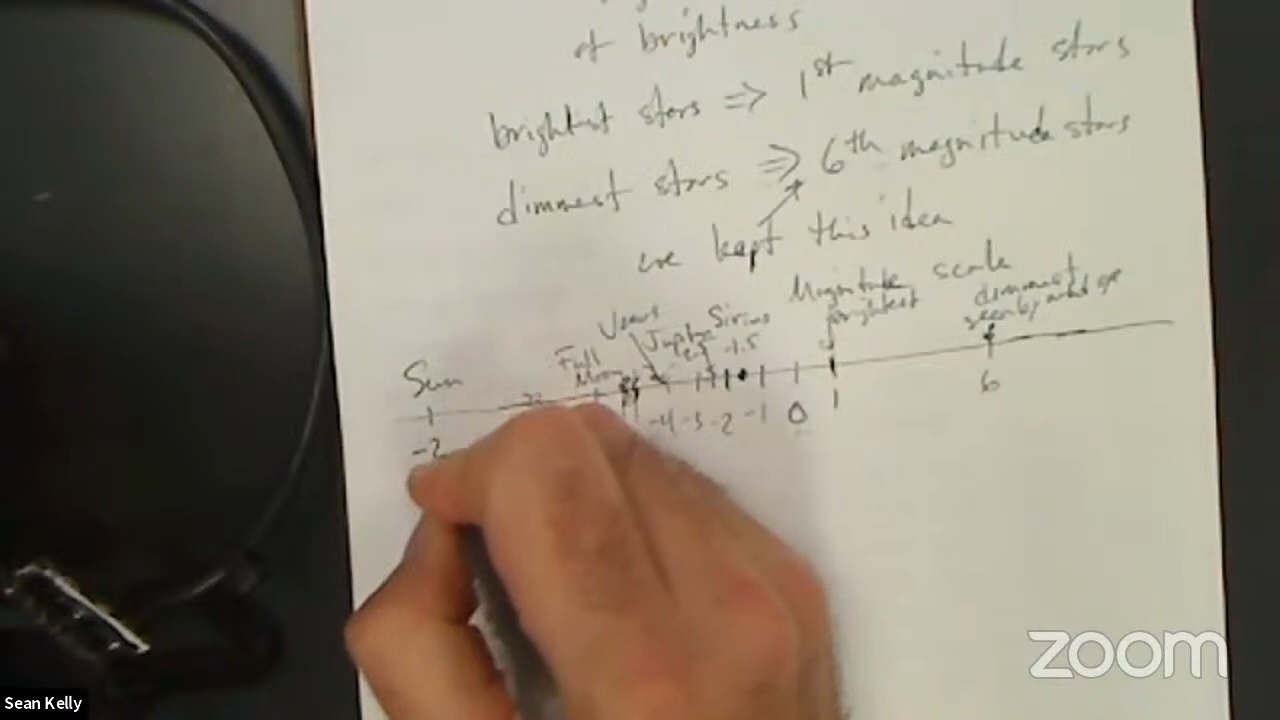 of brightness
brightest stars => 1st magnitude stars
dimmest stars => 6th magnitude stars
we kept this idea
Magnitude scale
brightest
dimmest
seen by
Venus
Jupiter
Sirius
-1.5
Full
Moon
Sun
-2
-4 -3 -2 -1 0 1 6
zoom
Sean Kelly